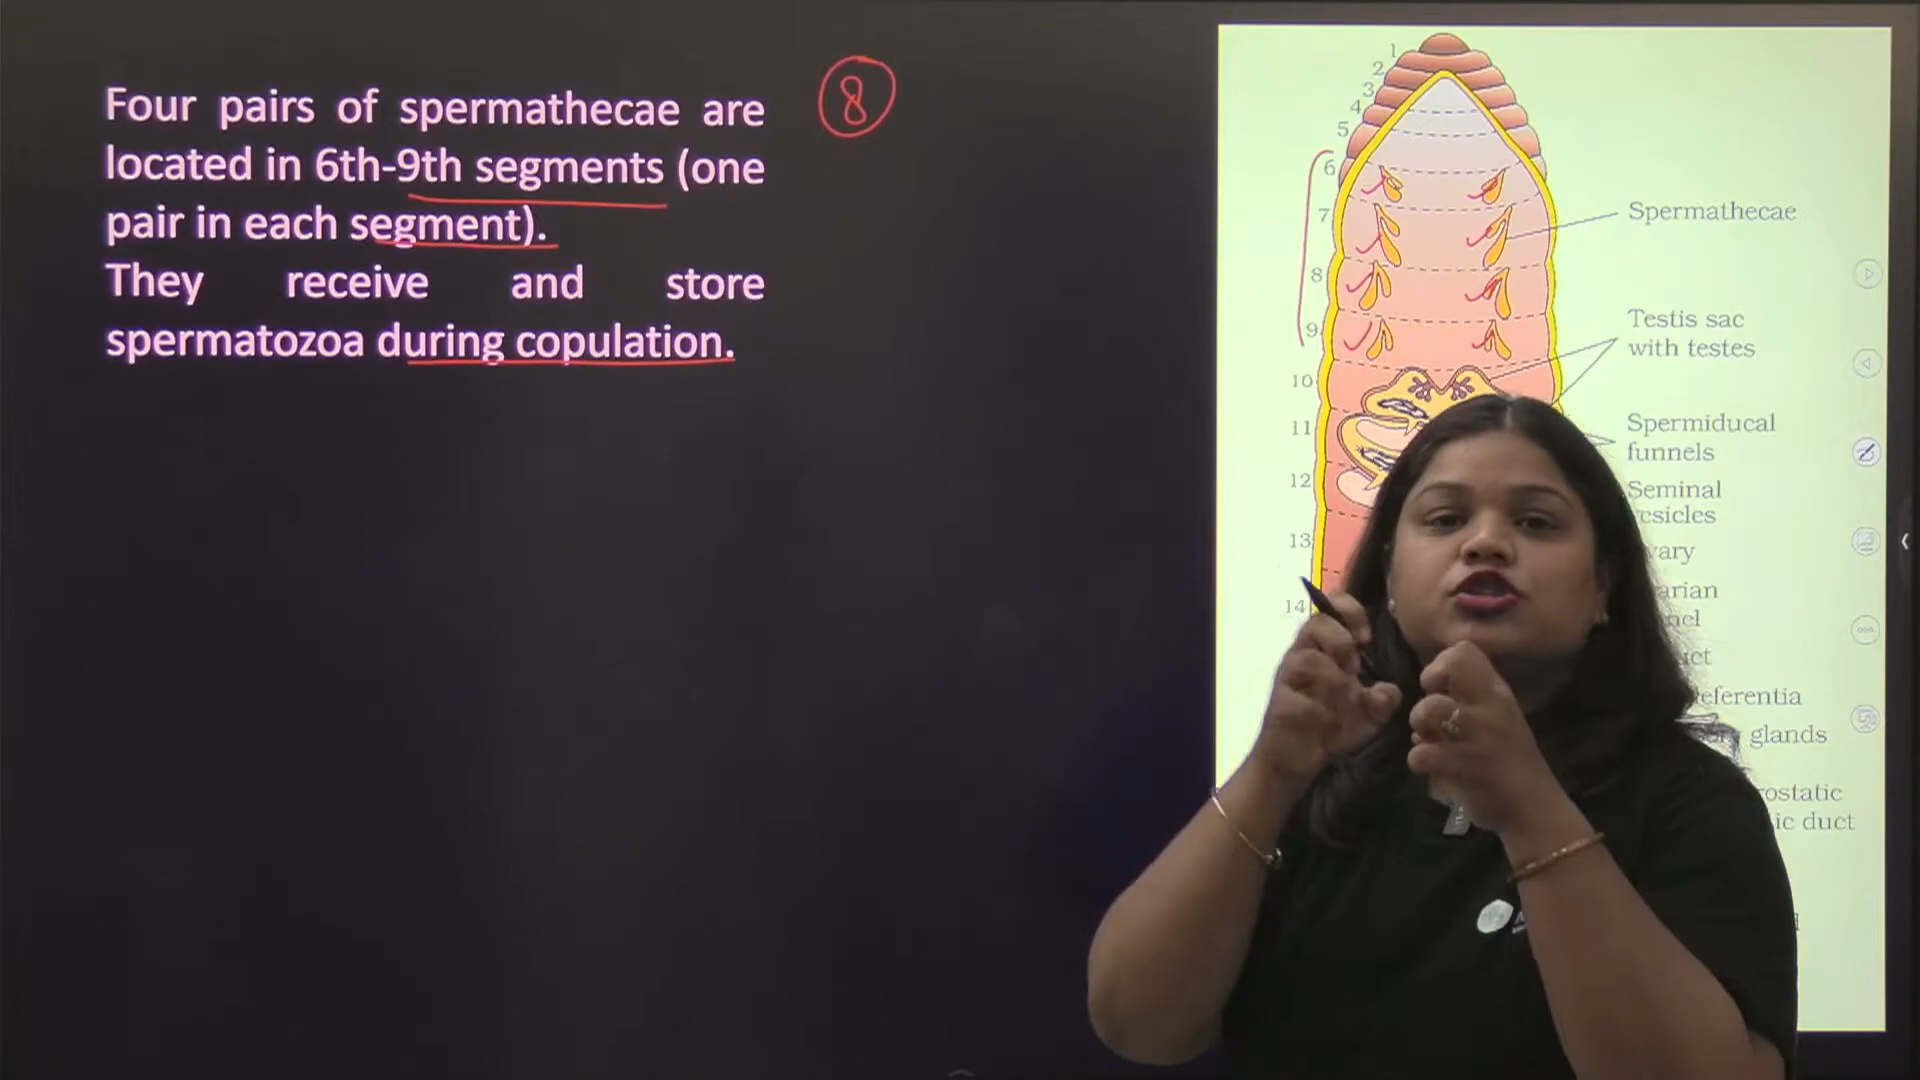 Four pairs of spermathecae are
located in 6th-9th segments (one
pair in each segment).
They receive and store
spermatozoa during copulation.
8
1
2
3
4
5
6
7
8
9
10
11
12
13
14
Spermathecae
Testis sac
with testes
Spermiducal
funnels
Seminal
glands